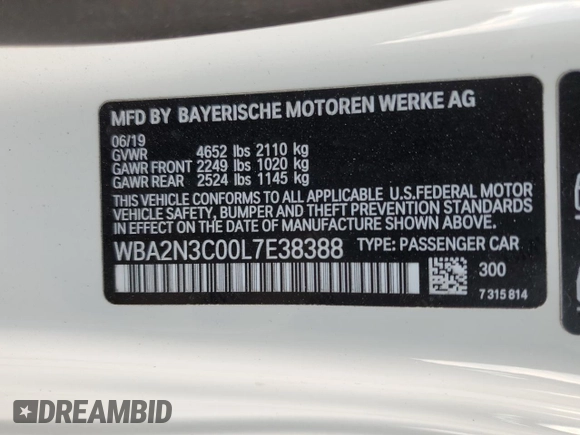 MFD BY BAYERISCHE MOTOREN WERKE AG
06/19
GVWR 4652 lbs 2110 kg
GAWR FRONT 2249 lbs 1020 kg
GAWR REAR 2524 lbs 1145 kg
THIS VEHICLE CONFORMS TO ALL APPLICABLE U.S.FEDERAL MOTOR
VEHICLE SAFETY, BUMPER AND THEFT PREVENTION STANDARDS
IN EFFECT ON THE DATE OF MANUFACTURE SHOWN ABOVE.
WBA2N3C00L7E38388 TYPE: PASSENGER CAR
300
7 315 814
DREAMBID